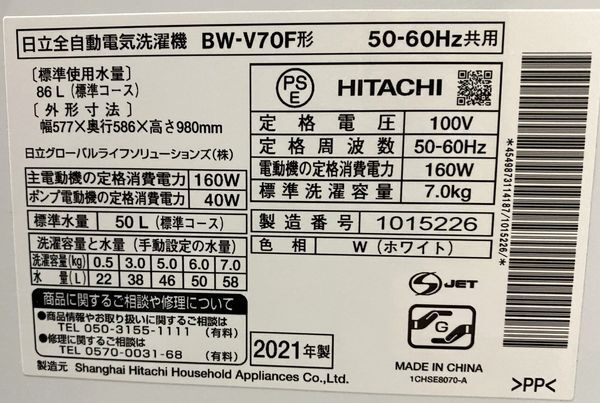 日立全自動電気洗濯機 BW-V70F形 50-60Hz共用
〔標準使用水量〕
86L（標準コース）
〔外形寸法〕
幅577×奥行586×高さ980mm
日立グローバルライフソリューションズ（株）
主電動機の定格消費電力 160W
ポンプ電動機の定格消費電力 40W
標準水量 50L（標準コース）
洗濯容量と水量（手動設定の水量）
洗濯容量(kg) 0.5 3.0 5.0 6.0 7.0
水量(L) 22 38 46 50 58
商品に関するご相談や修理について
●商品情報やお取り扱いに関するご相談は
TEL 050-3155-1111（有料）
●修理に関するご相談は
TEL 0570-0031-68（有料）
PS
E
HITACHI
定格電圧 100V
定格周波数 50-60Hz
電動機の定格消費電力 160W
標準洗濯容量 7.0kg
製造番号 1015226
色相 W（ホワイト）
S JET
G
2021年製
製造元 Shanghai Hitachi Household Appliances Co.,Ltd.
MADE IN CHINA
1CHSE8070-A
>PP<
*4549873114187/1015226/*